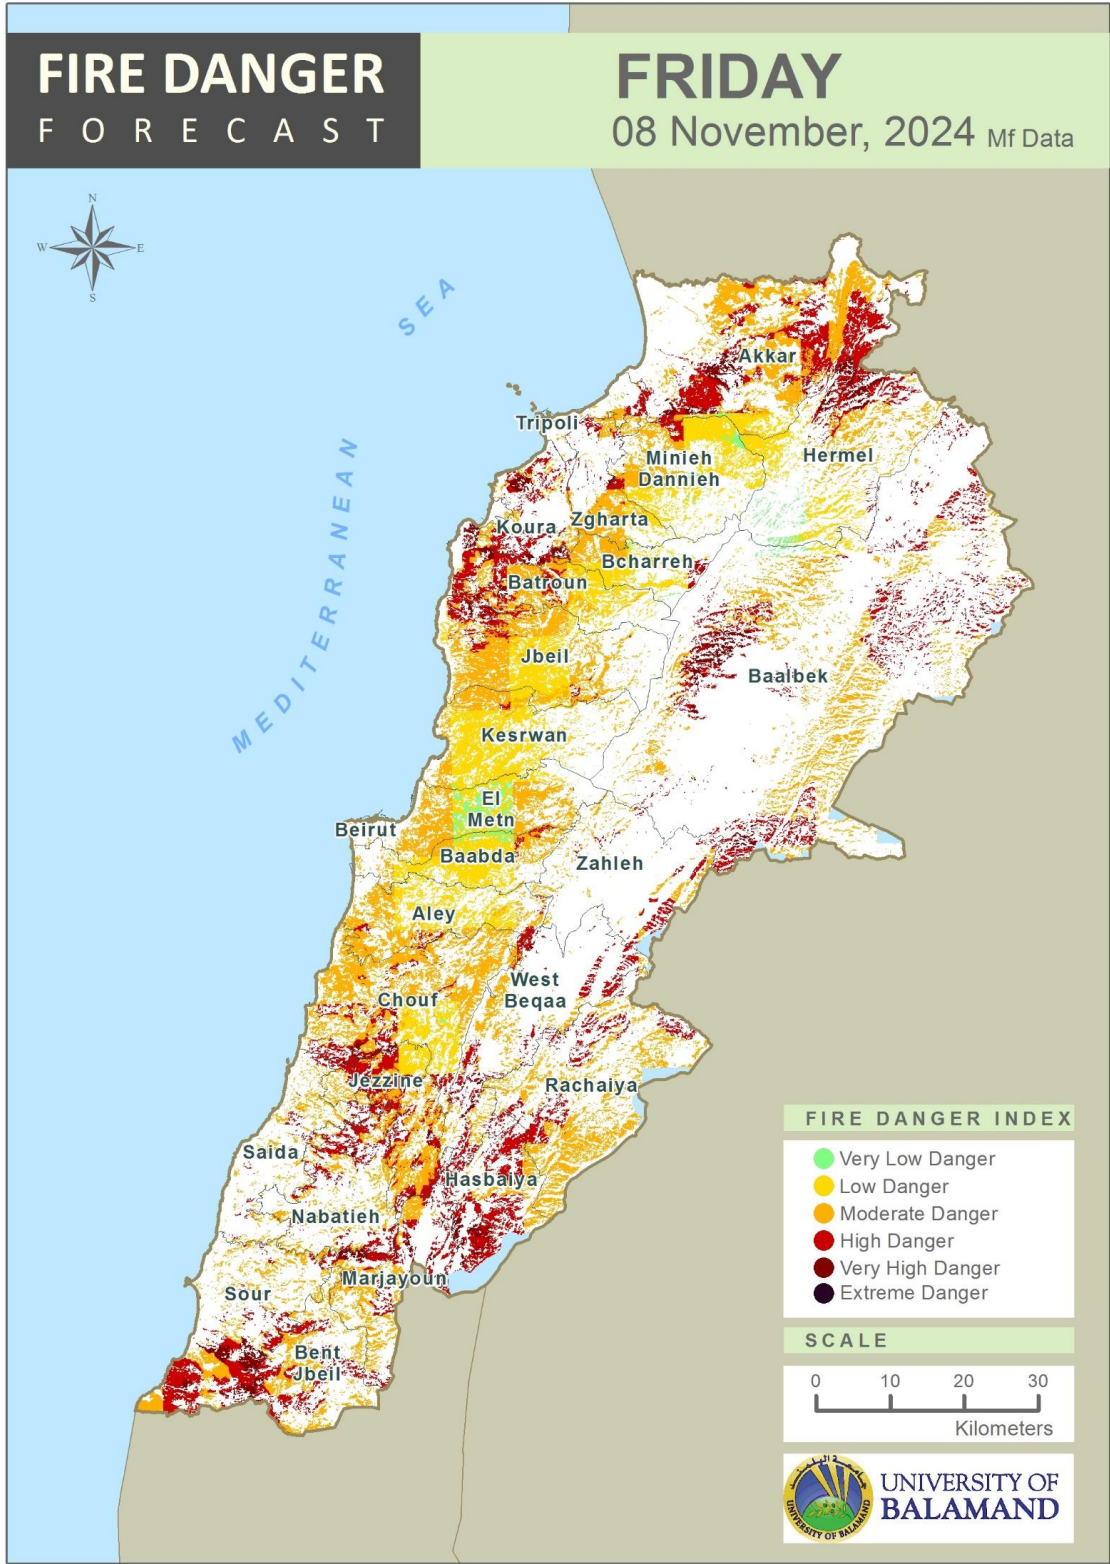 FIRE DANGER
FORECAST
FRIDAY
08 November, 2024 Mf Data
N
W
E
S
SEA
MEDITERRANEAN
Akkar
Tripoli
Minieh
Dannieh
Hermel
Koura
Zgharta
Bcharreh
Batroun
Jbeil
Baalbek
Kesrwan
El
Metn
Beirut
Baabda
Zahleh
Aley
West
Beqaa
Chouf
Jezzine
Rachaiya
Saida
Hasbaiya
Nabatieh
Marjayoun
Sour
Bent
Jbeil
FIRE DANGER INDEX
Very Low Danger
Low Danger
Moderate Danger
High Danger
Very High Danger
Extreme Danger
SCALE
0 10 20 30
Kilometers
UNIVERSITY OF BALAMAND
UNIVERSITY OF
BALAMAND